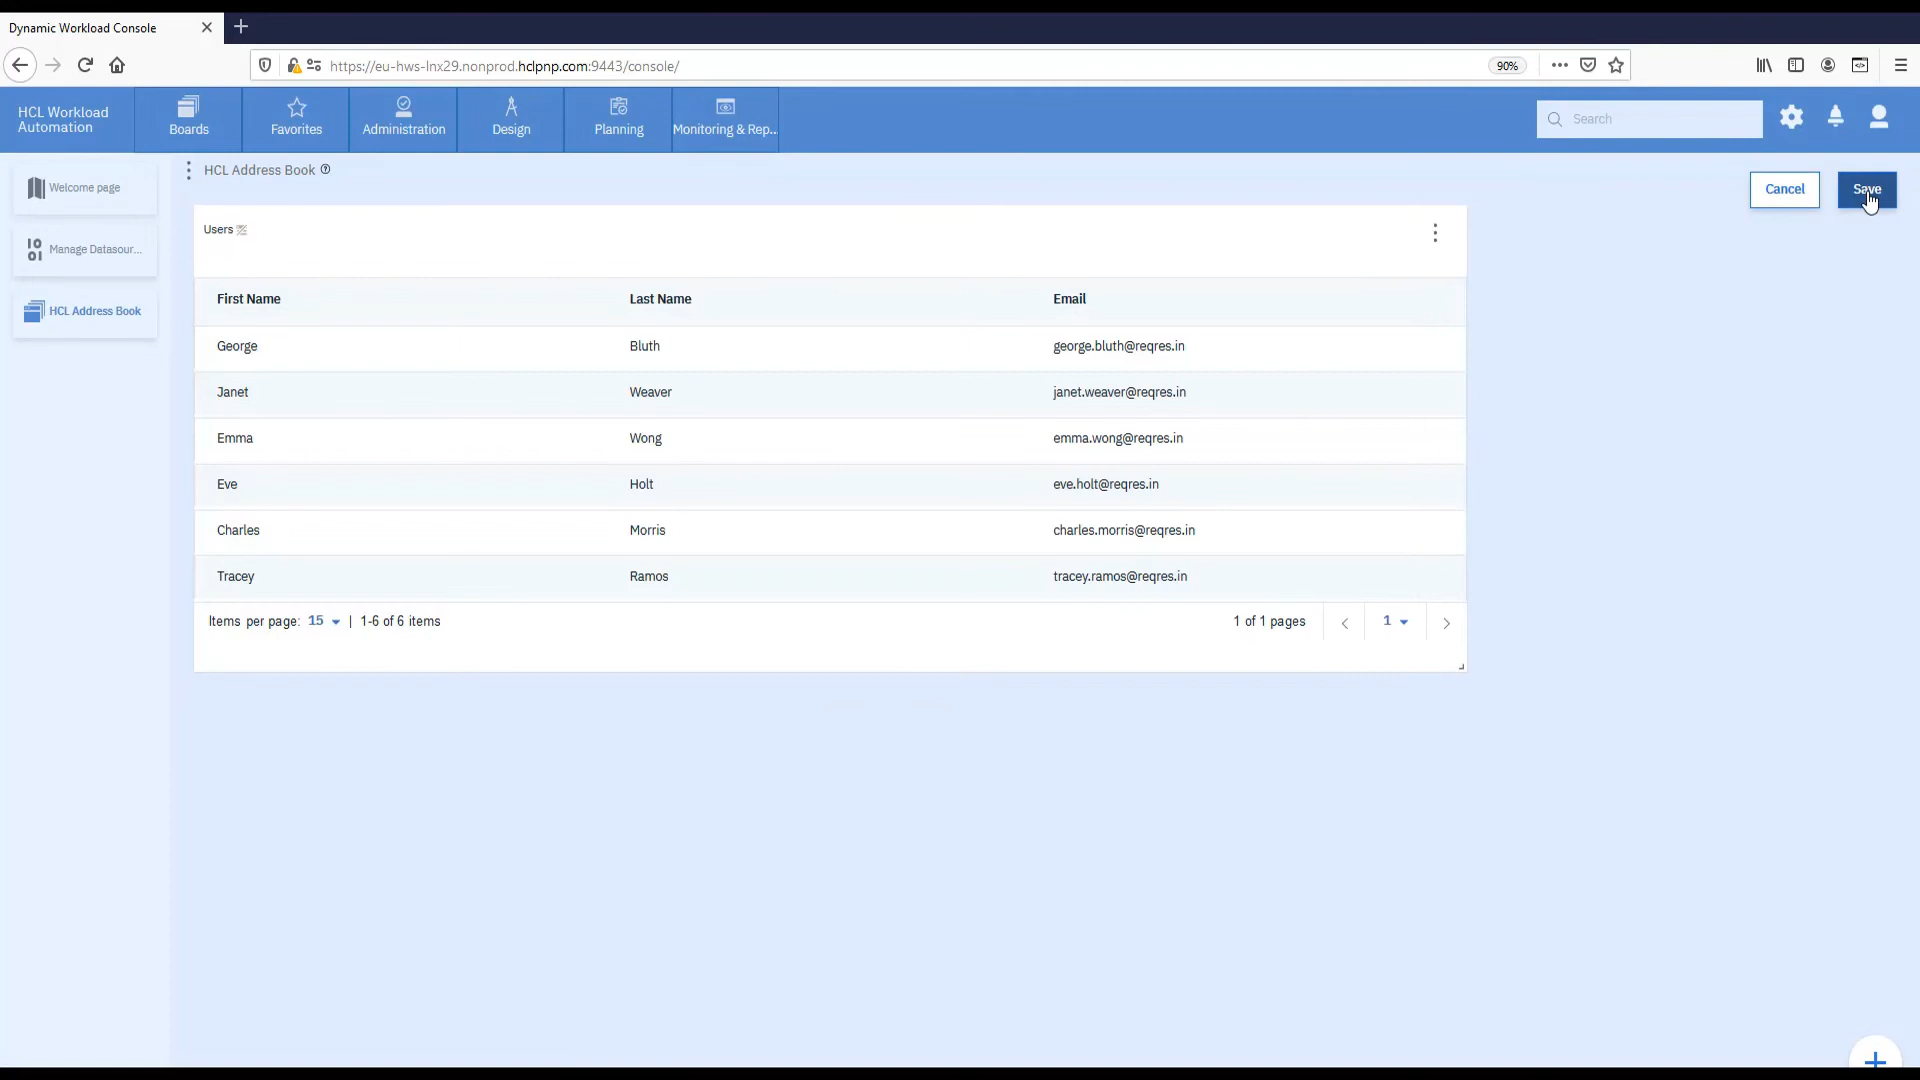 Dynamic Workload Console
https://eu-hws-lnx29.nonprod.hclpnp.com:9443/console/
90%
HCL Workload
Automation
Boards
Favorites
Administration
Design
Planning
Monitoring & Rep...
Search
Welcome page
Manage Datasour...
HCL Address Book
HCL Address Book
Cancel
Save
Users
First Name Last Name Email
George Bluth george.bluth@reqres.in
Janet Weaver janet.weaver@reqres.in
Emma Wong emma.wong@reqres.in
Eve Holt eve.holt@reqres.in
Charles Morris charles.morris@reqres.in
Tracey Ramos tracey.ramos@reqres.in
Items per page: 15 | 1-6 of 6 items 1 of 1 pages 1